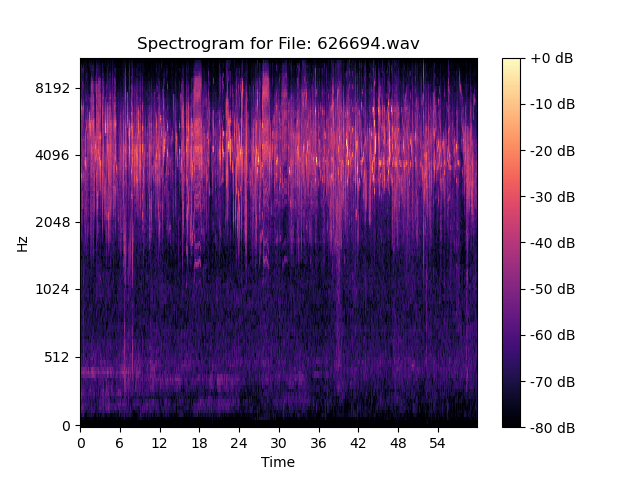 Spectrogram for File: 626694.wav
Hz
8192
4096
2048
1024
512
0
0 6 12 18 24 30 36 42 48 54
Time
+0 dB
-10 dB
-20 dB
-30 dB
-40 dB
-50 dB
-60 dB
-70 dB
-80 dB